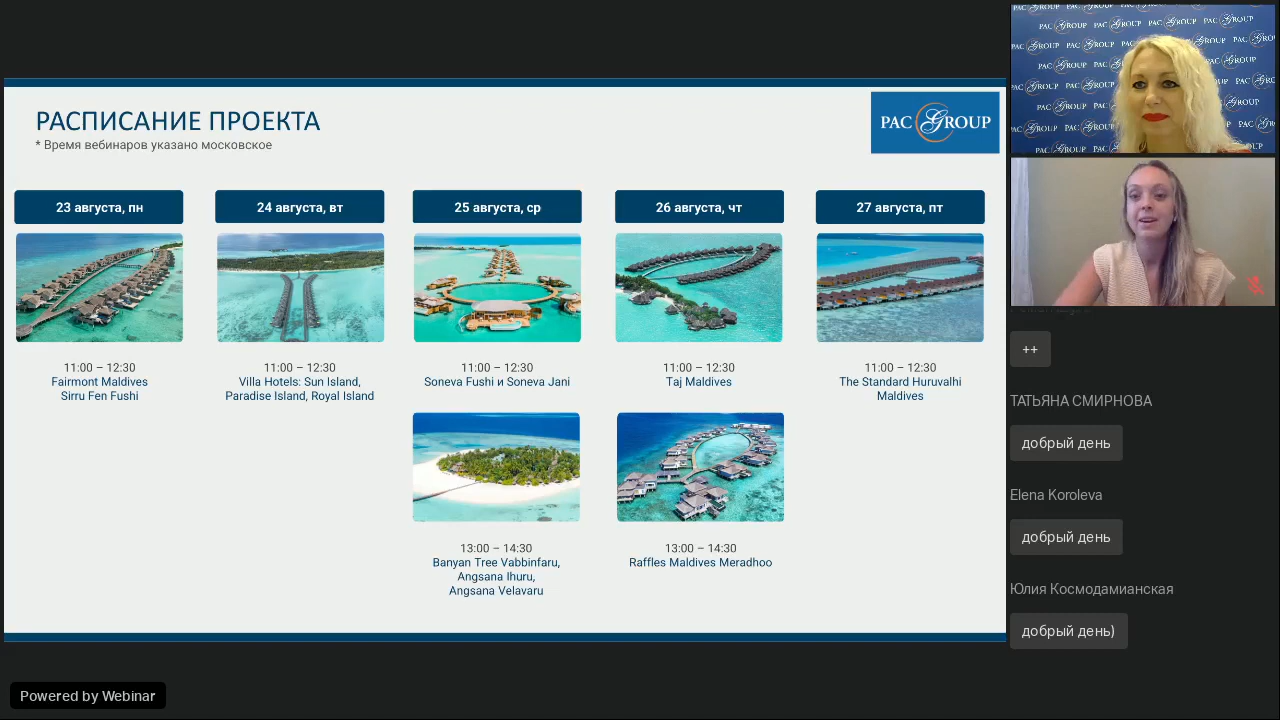 РАСПИСАНИЕ ПРОЕКТА
* Время вебинаров указано московское
PAC GROUP
23 августа, пн
24 августа, вт
25 августа, ср
26 августа, чт
27 августа, пт
11:00 – 12:30
Fairmont Maldives
Sirru Fen Fushi
11:00 – 12:30
Villa Hotels: Sun Island,
Paradise Island, Royal Island
11:00 – 12:30
Soneva Fushi и Soneva Jani
11:00 – 12:30
Taj Maldives
11:00 – 12:30
The Standard Huruvalhi
Maldives
13:00 – 14:30
Banyan Tree Vabbinfaru,
Angsana Ihuru,
Angsana Velavaru
13:00 – 14:30
Raffles Maldives Meradhoo
++
ТАТЬЯНА СМИРНОВА
добрый день
Elena Koroleva
добрый день
Юлия Космодамианская
добрый день)
Powered by Webinar